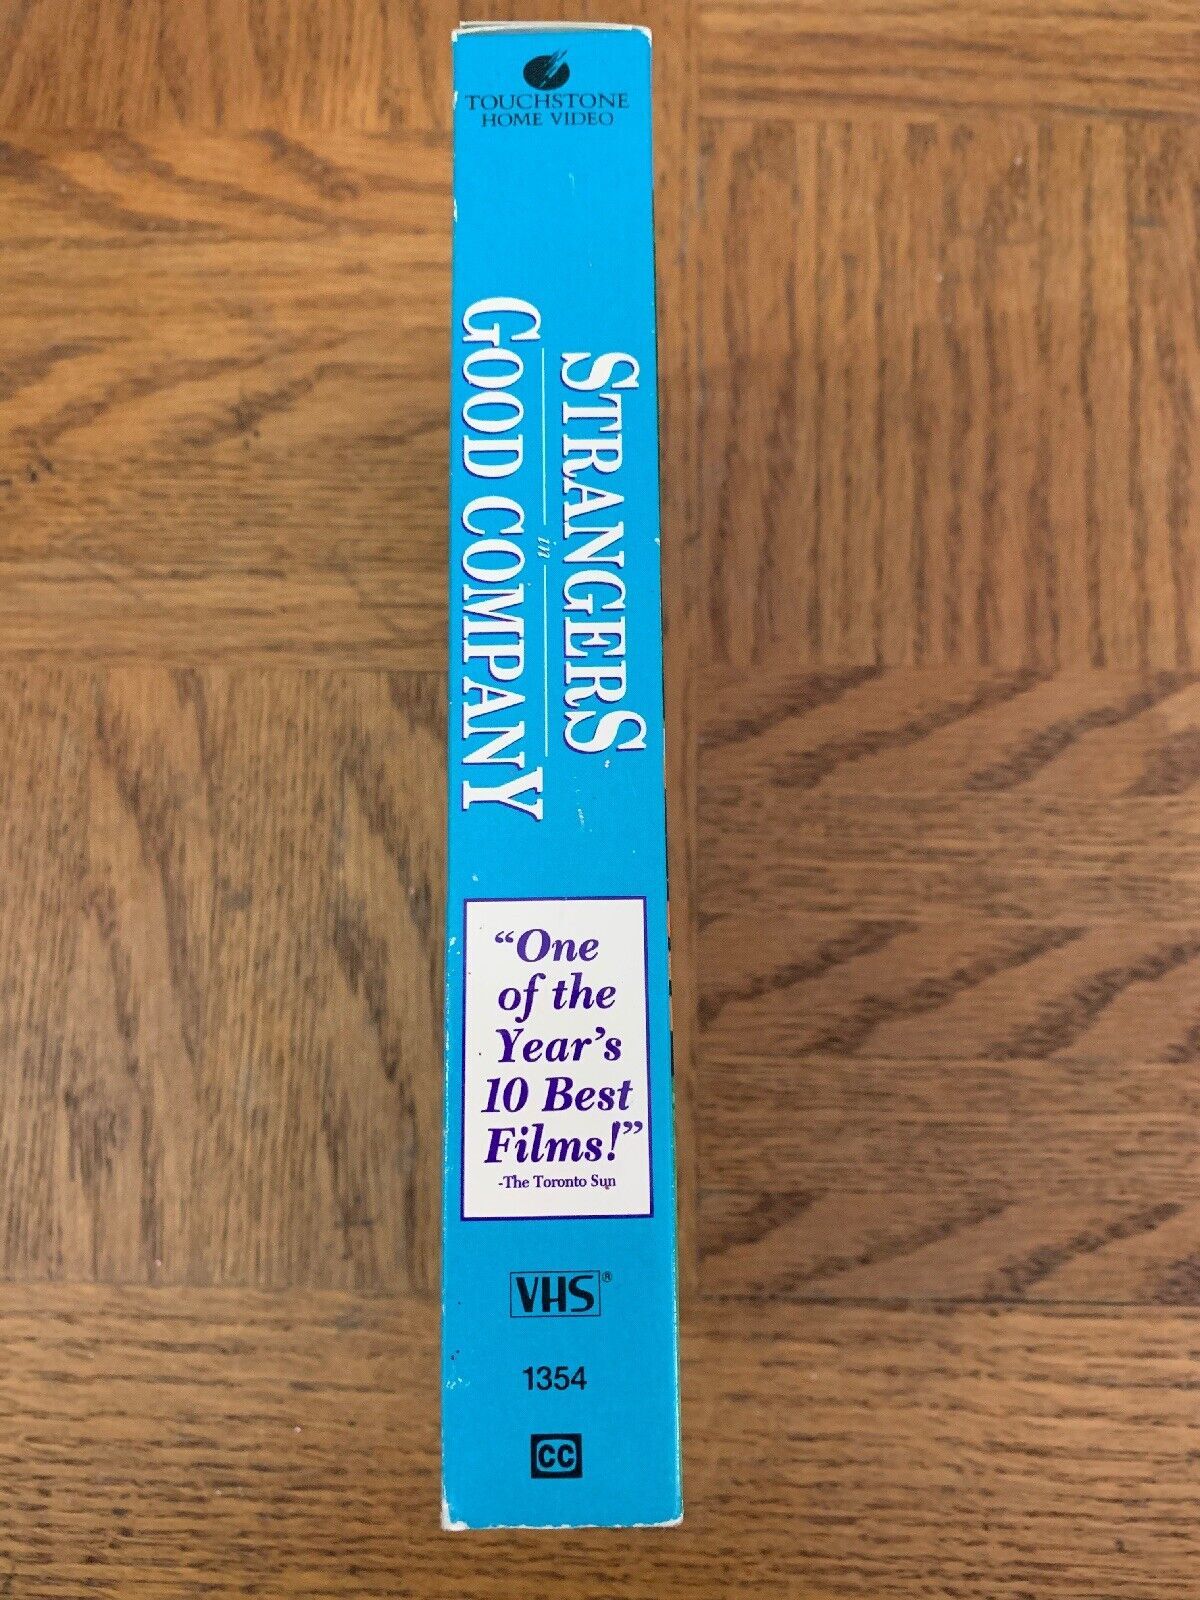 TOUCHSTONE
HOME VIDEO
STRANGERS
in
GOOD COMPANY
“One
of the
Year’s
10 Best
Films!”
-The Toronto Sun
VHS®
1354
CC